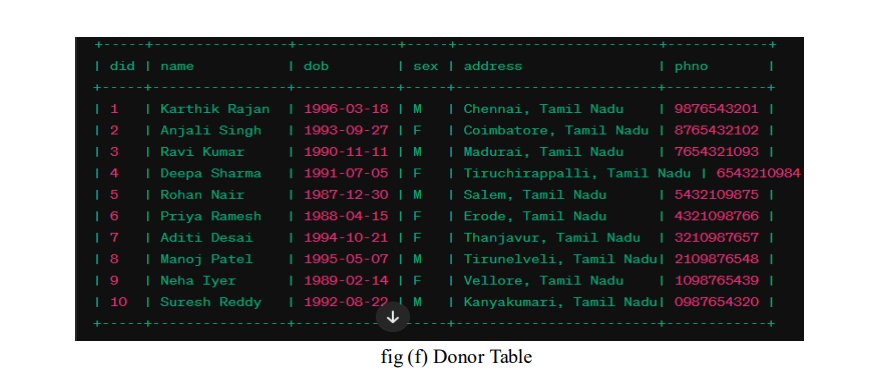 +-----+----------------+------------+-----+------------------------+------------+
| did | name | dob | sex | address | phno |
+-----+----------------+------------+-----+------------------------+------------+
| 1 | Karthik Rajan | 1996-03-18 | M | Chennai, Tamil Nadu | 9876543201 |
| 2 | Anjali Singh | 1993-09-27 | F | Coimbatore, Tamil Nadu | 8765432102 |
| 3 | Ravi Kumar | 1990-11-11 | M | Madurai, Tamil Nadu | 7654321093 |
| 4 | Deepa Sharma | 1991-07-05 | F | Tiruchirappalli, Tamil Nadu | 6543210984
| 5 | Rohan Nair | 1987-12-30 | M | Salem, Tamil Nadu | 5432109875 |
| 6 | Priya Ramesh | 1988-04-15 | F | Erode, Tamil Nadu | 4321098766 |
| 7 | Aditi Desai | 1994-10-21 | F | Thanjavur, Tamil Nadu | 3210987657 |
| 8 | Manoj Patel | 1995-05-07 | M | Tirunelveli, Tamil Nadu| 2109876548 |
| 9 | Neha Iyer | 1989-02-14 | F | Vellore, Tamil Nadu | 1098765439 |
| 10 | Suresh Reddy | 1992-08-22 | M | Kanyakumari, Tamil Nadu| 0987654320 |
+-----+----------------+------------+-----+------------------------+------------+
fig (f) Donor Table